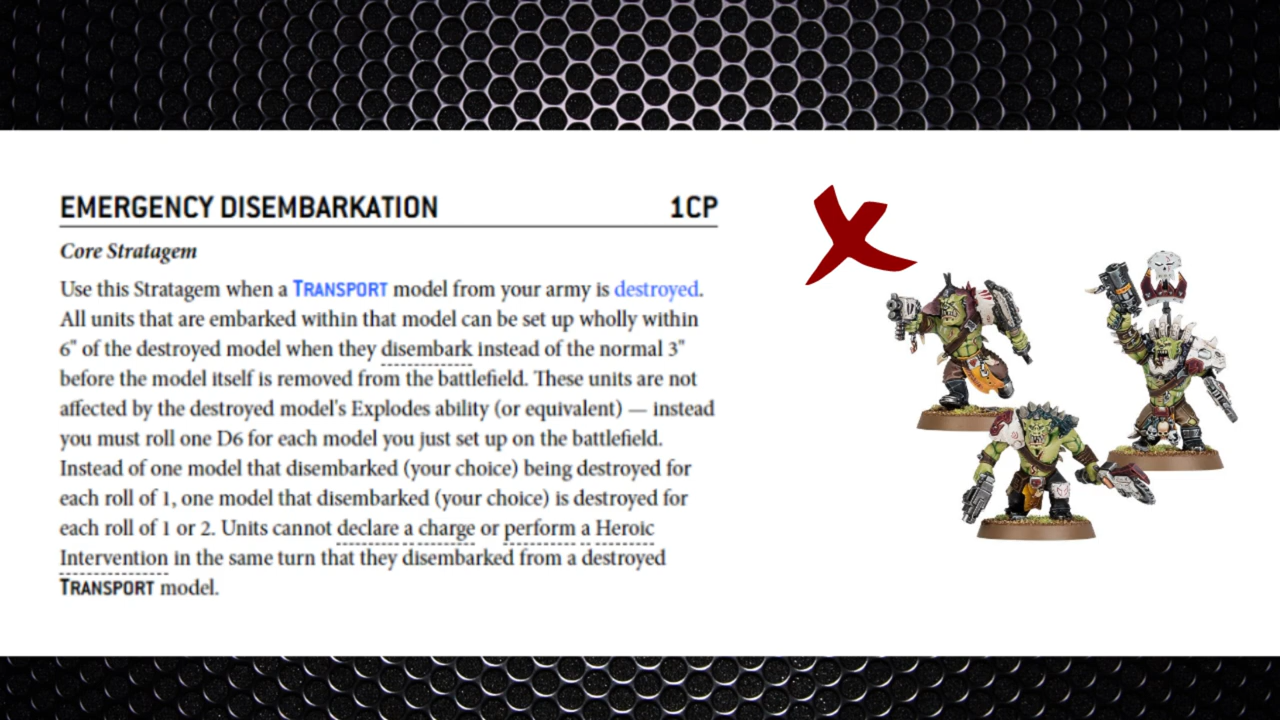 EMERGENCY DISEMBARKATION 1CP
Core Stratagem
Use this Stratagem when a TRANSPORT model from your army is destroyed.
All units that are embarked within that model can be set up wholly within
6" of the destroyed model when they disembark instead of the normal 3"
before the model itself is removed from the battlefield. These units are not
affected by the destroyed model's Explodes ability (or equivalent) — instead
you must roll one D6 for each model you just set up on the battlefield.
Instead of one model that disembarked (your choice) being destroyed for
each roll of 1, one model that disembarked (your choice) is destroyed for
each roll of 1 or 2. Units cannot declare a charge or perform a Heroic
Intervention in the same turn that they disembarked from a destroyed
TRANSPORT model.